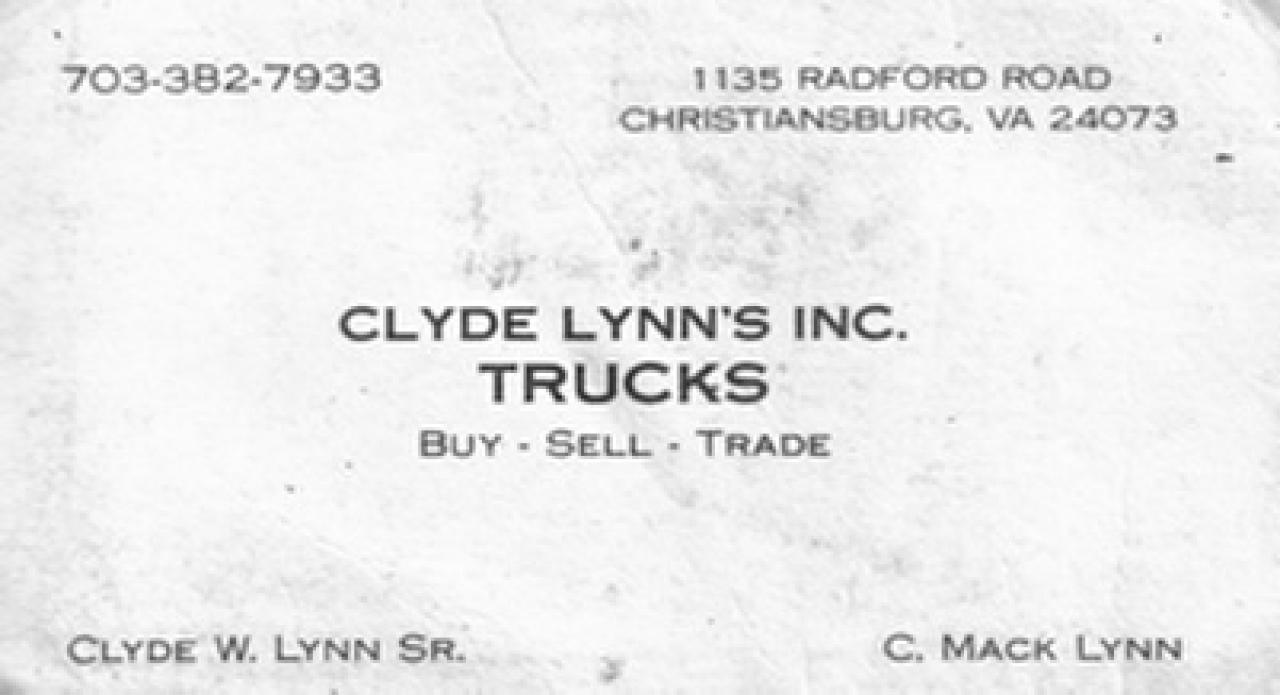 703-382-7933
1135 RADFORD ROAD
CHRISTIANSBURG, VA 24073
CLYDE LYNN'S INC.
TRUCKS
BUY - SELL - TRADE
CLYDE W. LYNN SR.
C. MACK LYNN